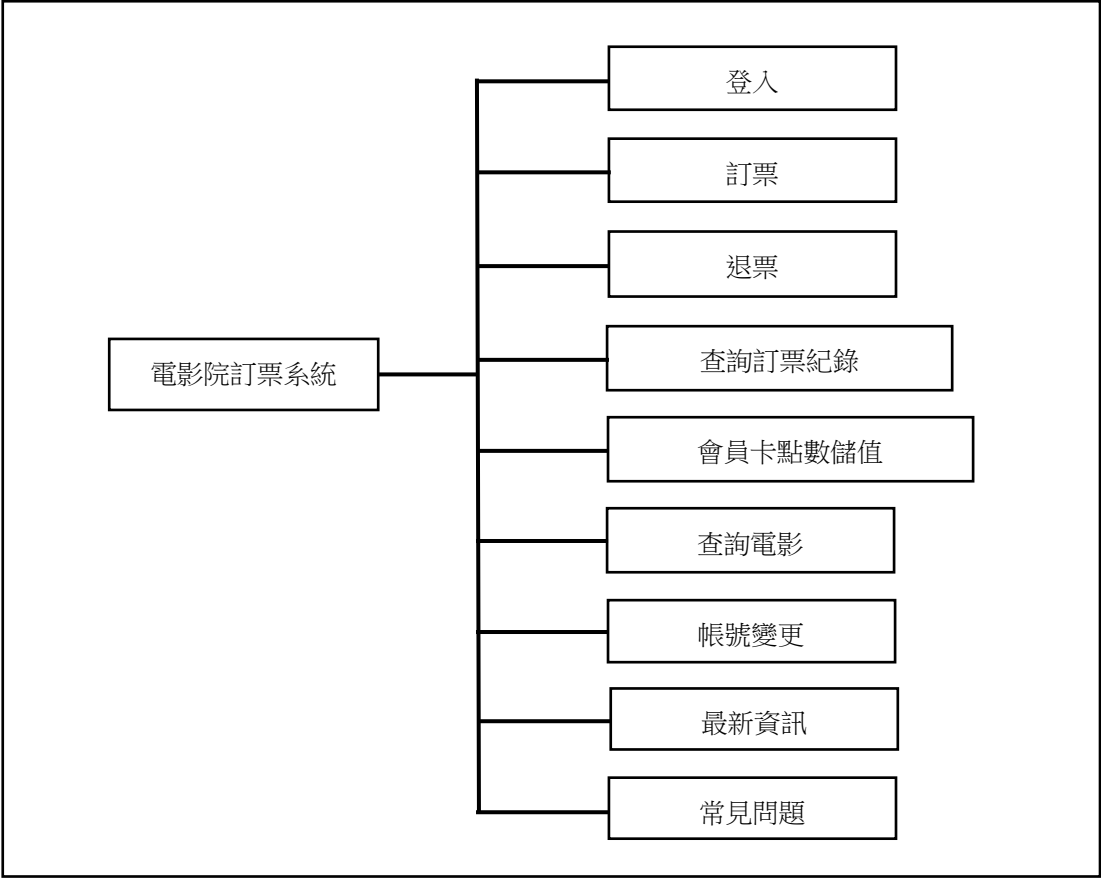 登入
訂票
退票
查詢訂票紀錄
電影院訂票系統
會員卡點數儲值
查詢電影
帳號變更
最新資訊
常見問題